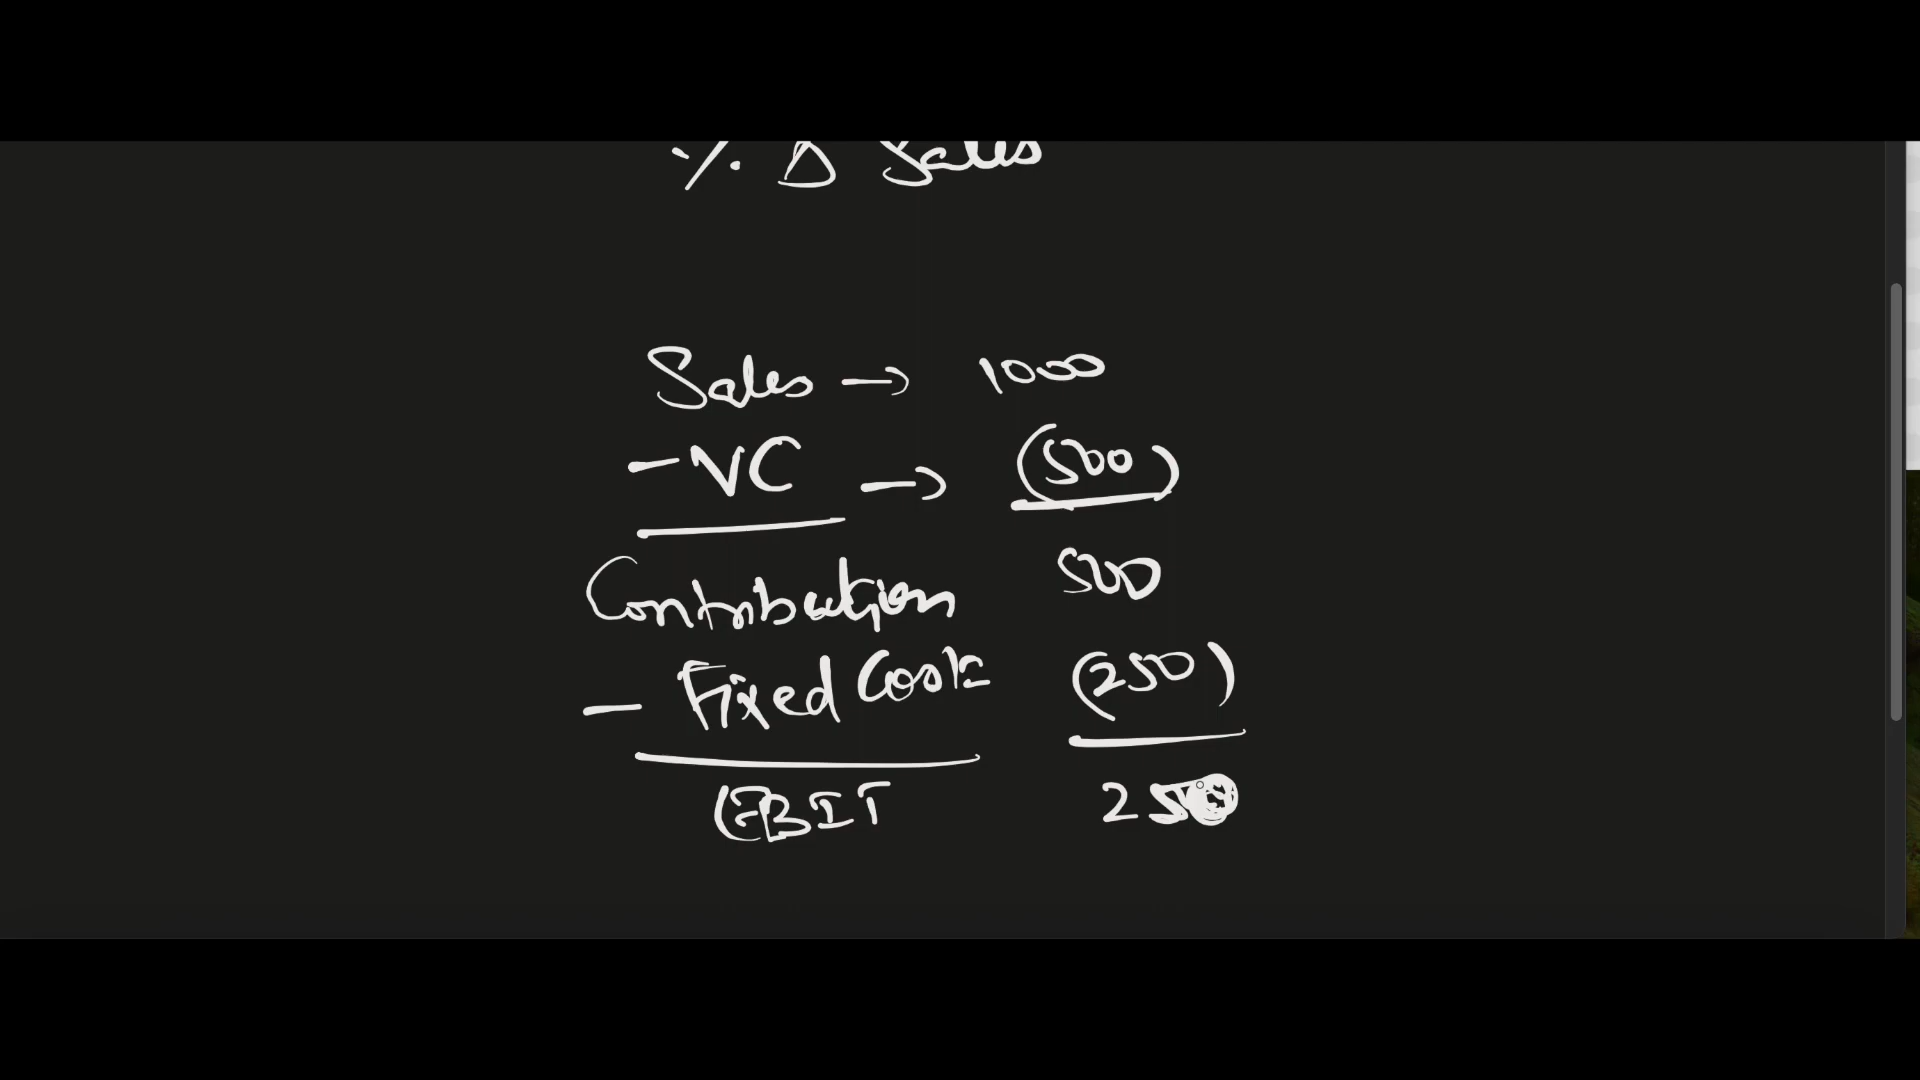 % Δ Sales
Sales → 1000
- VC → (500)
Contribution 500
- Fixed Costs (250)
EBIT 250